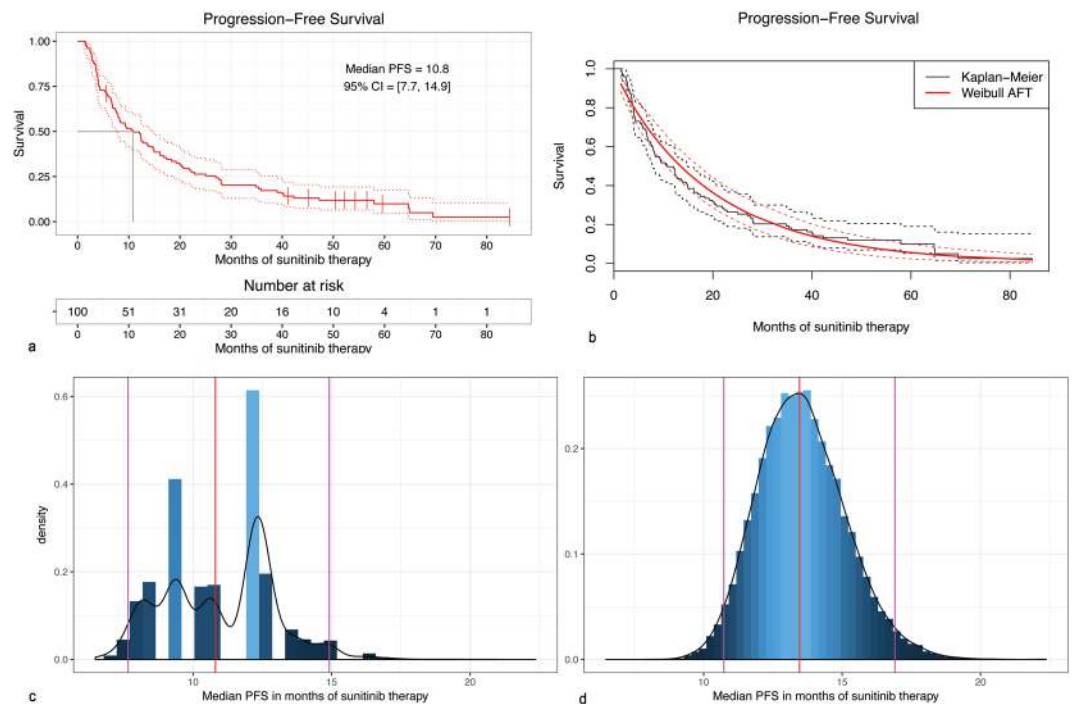 Progression−Free Survival
1.00
0.75
0.50
0.25
0.00
Survival
Median PFS = 10.8
95% CI = [7.7, 14.9]
0 10 20 30 40 50 60 70 80
Months of sunitinib therapy
Number at risk
100 51 31 20 16 10 4 1 1
0 10 20 30 40 50 60 70 80
Months of sunitinib therapy
a
Progression−Free Survival
1.0
0.8
0.6
0.4
0.2
0.0
Survival
Kaplan−Meier
Weibull AFT
0 20 40 60 80
Months of sunitinib therapy
b
0.6
0.4
0.2
0.0
density
10 15 20
Median PFS in months of sunitinib therapy
c
0.2
0.1
0.0
10 15 20
Median PFS in months of sunitinib therapy
d